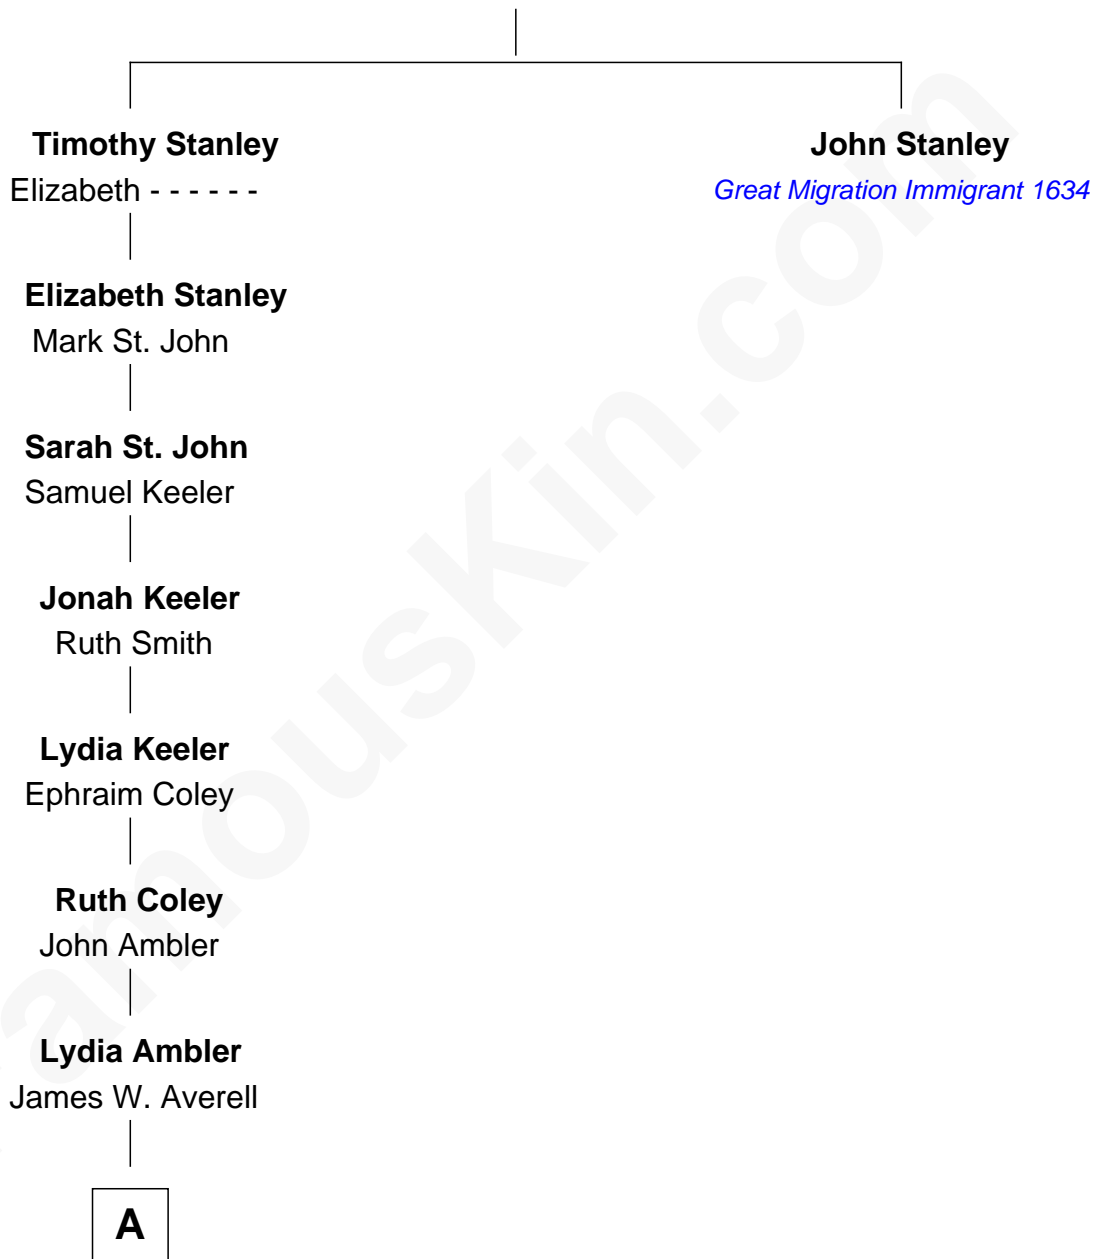 Timothy Stanley
Elizabeth - - - - - -
John Stanley
Great Migration Immigrant 1634
Elizabeth Stanley
Mark St. John
Sarah St. John
Samuel Keeler
Jonah Keeler
Ruth Smith
Lydia Keeler
Ephraim Coley
Ruth Coley
John Ambler
Lydia Ambler
James W. Averell
A
amousKin.com